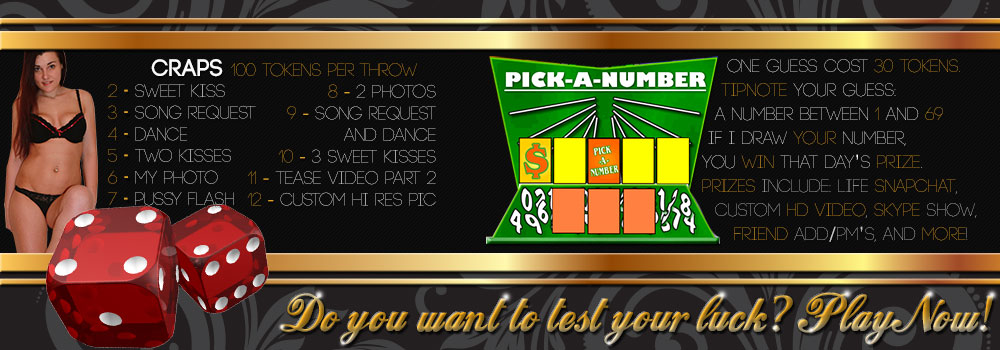 CRAPS 100 TOKENS PER THROW
2 - SWEET KISS
3 - SONG REQUEST
4 - DANCE
5 - TWO KISSES
6 - MY PHOTO
7 - PUSSY FLASH
8 - 2 PHOTOS
9 - SONG REQUEST
AND DANCE
10 - 3 SWEET KISSES
11 - TEASE VIDEO PART 2
12 - CUSTOM HI RES PIC
PICK-A-NUMBER
$
PICK
-A-
NUMBER
ONE GUESS COST 30 TOKENS.
TIPNOTE YOUR GUESS:
A NUMBER BETWEEN 1 AND 69
IF I DRAW YOUR NUMBER,
YOU WIN THAT DAY'S PRIZE.
PRIZES INCLUDE: LIFE SNAPCHAT,
CUSTOM HD VIDEO, SKYPE SHOW,
FRIEND ADD/PM'S, AND MORE!
Do you want to test your luck? Play Now!